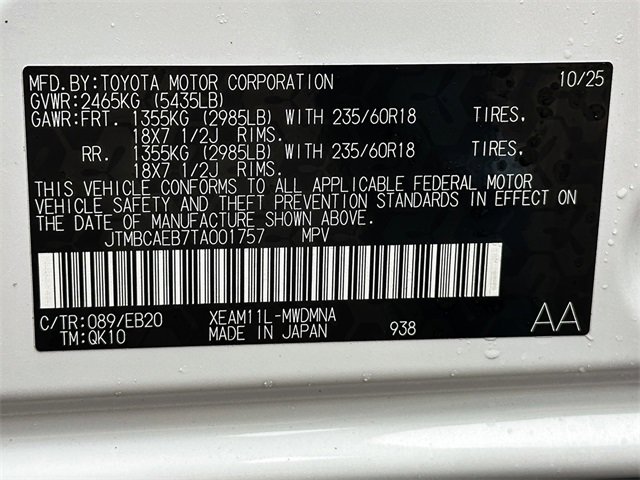 MFD.BY:TOYOTA MOTOR CORPORATION 10/25
GVWR:2465KG (5435LB)
GAWR:FRT. 1355KG (2985LB) WITH 235/60R18 TIRES,
18X7 1/2J RIMS.
RR. 1355KG (2985LB) WITH 235/60R18 TIRES,
18X7 1/2J RIMS.
THIS VEHICLE CONFORMS TO ALL APPLICABLE FEDERAL MOTOR
VEHICLE SAFETY AND THEFT PREVENTION STANDARDS IN EFFECT ON
THE DATE OF MANUFACTURE SHOWN ABOVE.
JTMBCAEB7TA001757 MPV
C/TR:089/EB20 XEAM11L-MWDMNA
TM:QK10 MADE IN JAPAN 938 AA